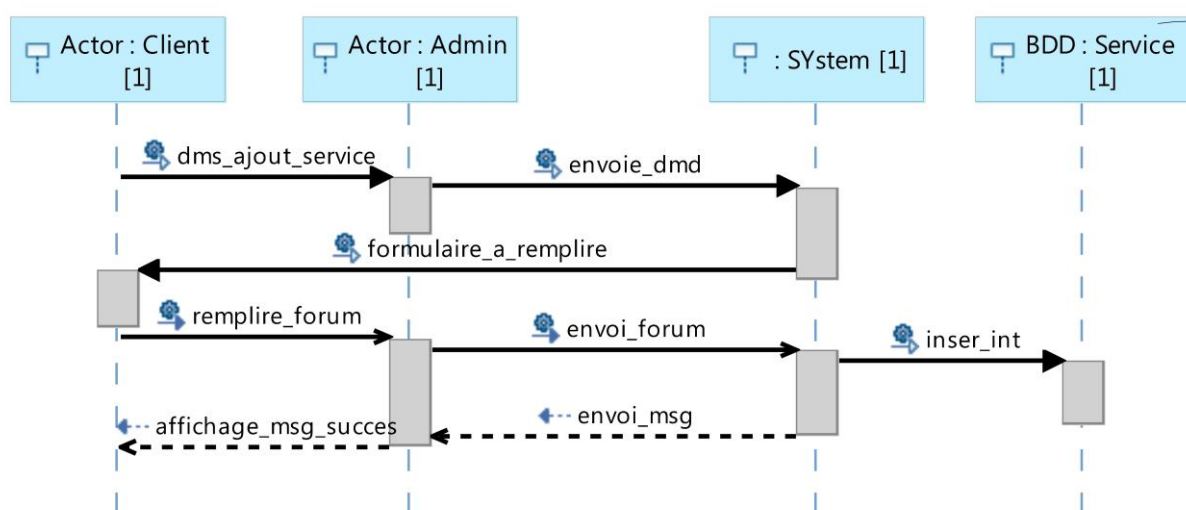 Actor : Client
[1]
Actor : Admin
[1]
: SYstem [1]
BDD : Service
[1]
dms_ajout_service
envoie_dmd
formulaire_a_remplire
remplire_forum
envoi_forum
inser_int
affichage_msg_succes
envoi_msg